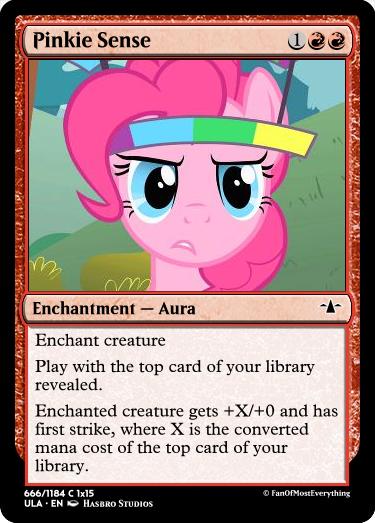 Pinkie Sense 1
Enchantment — Aura
Enchant creature
Play with the top card of your library
revealed.
Enchanted creature gets +X/+0 and has
first strike, where X is the converted
mana cost of the top card of your
library.
666/1184 C 1x15
ULA • EN Hasbro Studios
© FanOfMostEverything